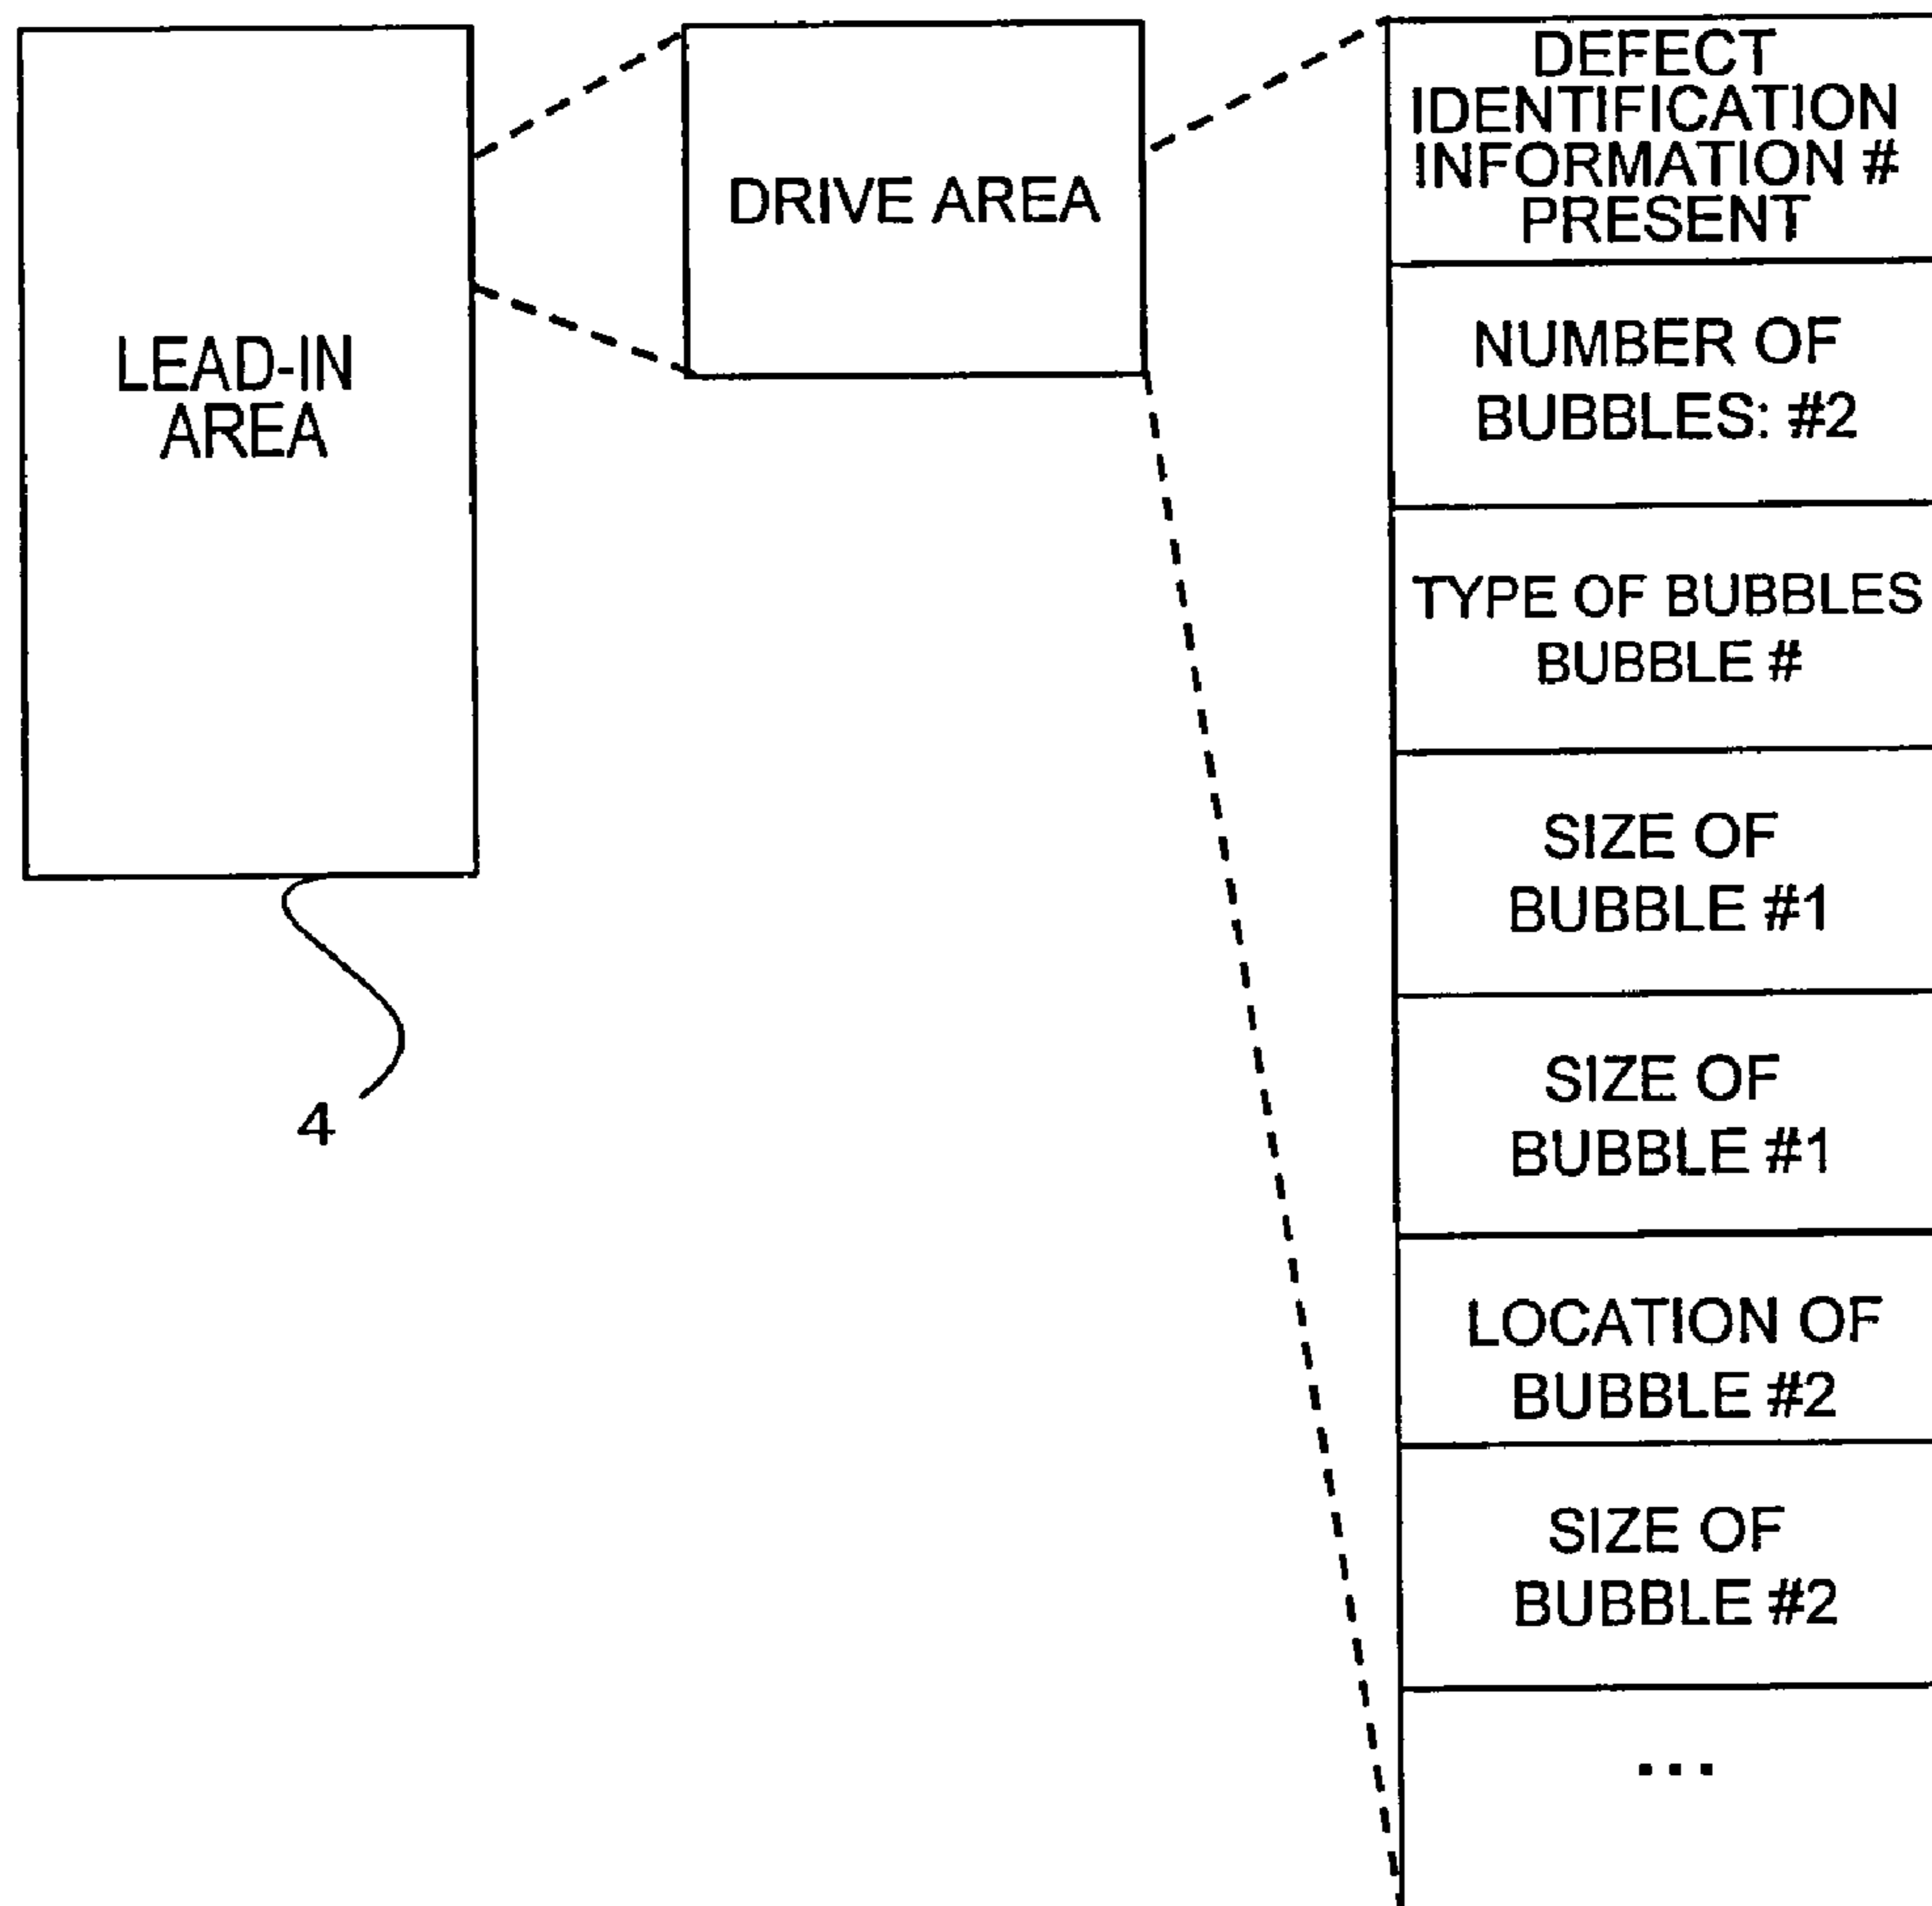 LEAD-IN
AREA
4
DRIVE AREA
DEFECT
IDENTIFICATION
INFORMATION #
PRESENT
NUMBER OF
BUBBLES: #2
TYPE OF BUBBLES
BUBBLE #
SIZE OF
BUBBLE #1
SIZE OF
BUBBLE #1
LOCATION OF
BUBBLE #2
SIZE OF
BUBBLE #2
...